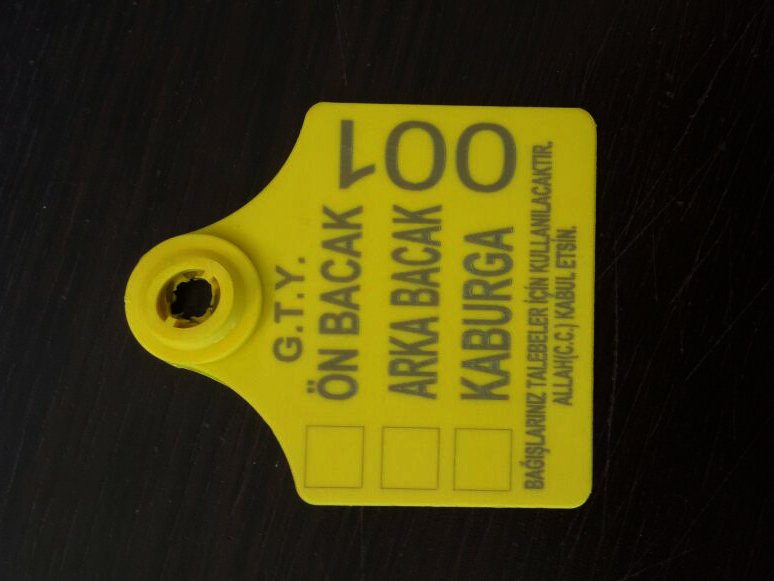 G.T.Y.
ÖN BACAK
ARKA BACAK
KABURGA
001
BAĞIŞLARINIZ TALEBELER İÇİN KULLANILACAKTIR.
ALLAH(C.C.) KABUL ETSİN.